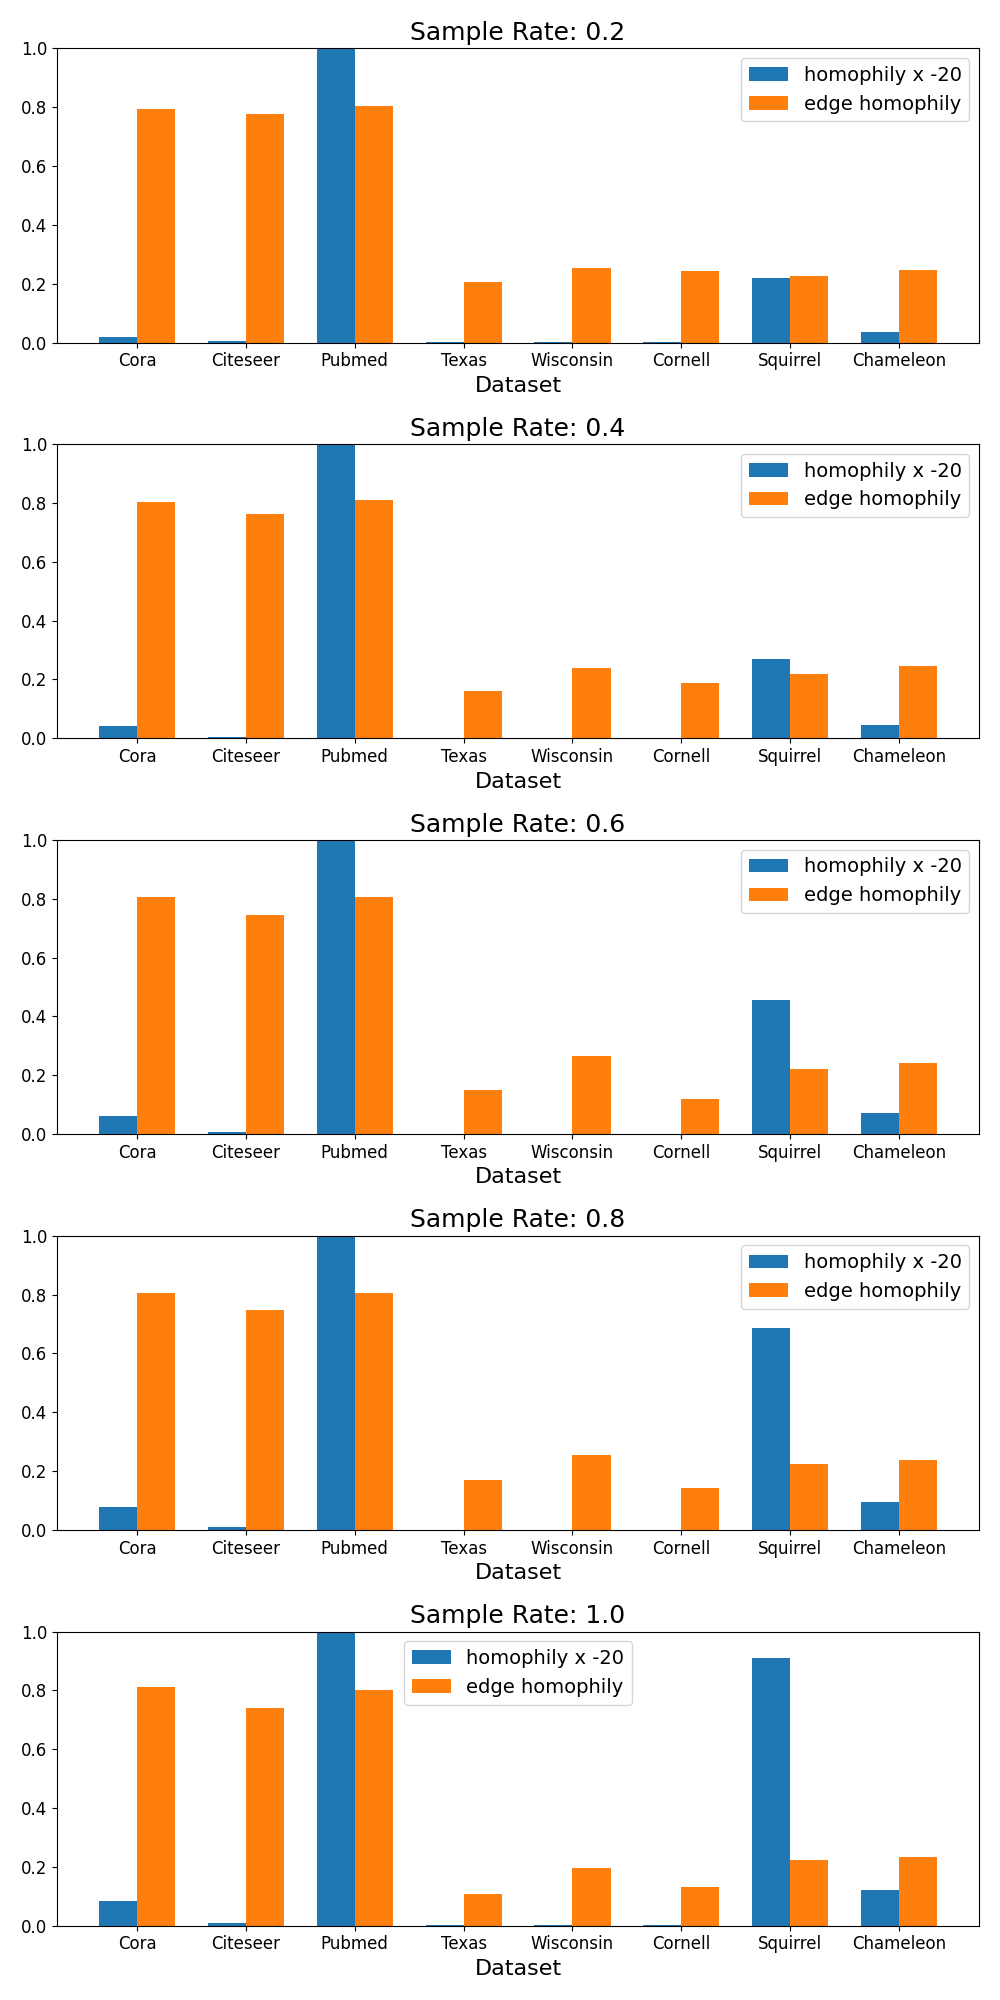 Sample Rate: 0.2
1.0
0.8
0.6
0.4
0.2
0.0
homophily x -20
edge homophily
Cora Citeseer Pubmed Texas Wisconsin Cornell Squirrel Chameleon
Dataset
Sample Rate: 0.4
1.0
0.8
0.6
0.4
0.2
0.0
homophily x -20
edge homophily
Cora Citeseer Pubmed Texas Wisconsin Cornell Squirrel Chameleon
Dataset
Sample Rate: 0.6
1.0
0.8
0.6
0.4
0.2
0.0
homophily x -20
edge homophily
Cora Citeseer Pubmed Texas Wisconsin Cornell Squirrel Chameleon
Dataset
Sample Rate: 0.8
1.0
0.8
0.6
0.4
0.2
0.0
homophily x -20
edge homophily
Cora Citeseer Pubmed Texas Wisconsin Cornell Squirrel Chameleon
Dataset
Sample Rate: 1.0
1.0
0.8
0.6
0.4
0.2
0.0
homophily x -20
edge homophily
Cora Citeseer Pubmed Texas Wisconsin Cornell Squirrel Chameleon
Dataset